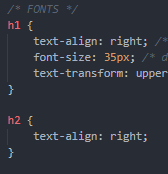 /* FONTS */
h1 {
    text-align: right; /*
    font-size: 35px; /* d
    text-transform: upper
}
h2 {
    text-align: right;
}